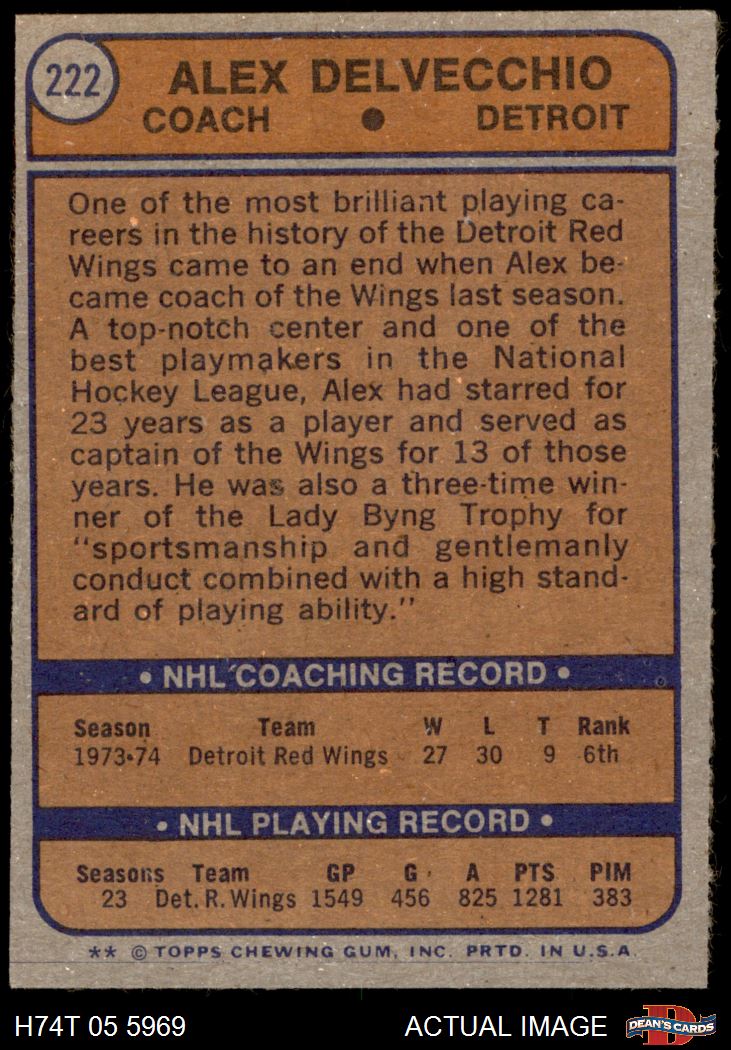 222
ALEX DELVECCHIO
COACH ● DETROIT
One of the most brilliant playing ca-
reers in the history of the Detroit Red
Wings came to an end when Alex be-
came coach of the Wings last season.
A top-notch center and one of the
best playmakers in the National
Hockey League, Alex had starred for
23 years as a player and served as
captain of the Wings for 13 of those
years. He was also a three-time win-
ner of the Lady Byng Trophy for
"sportsmanship and gentlemanly
conduct combined with a high stand-
ard of playing ability."
• NHL COACHING RECORD •
Season Team W L T Rank
1973-74 Detroit Red Wings 27 30 9 6th
• NHL PLAYING RECORD •
Seasons Team GP G A PTS PIM
23 Det. R. Wings 1549 456 825 1281 383
** © TOPPS CHEWING GUM, INC. PRTD. IN U.S.A.
H74T 05 5969 ACTUAL IMAGE D DEAN'S CARDS